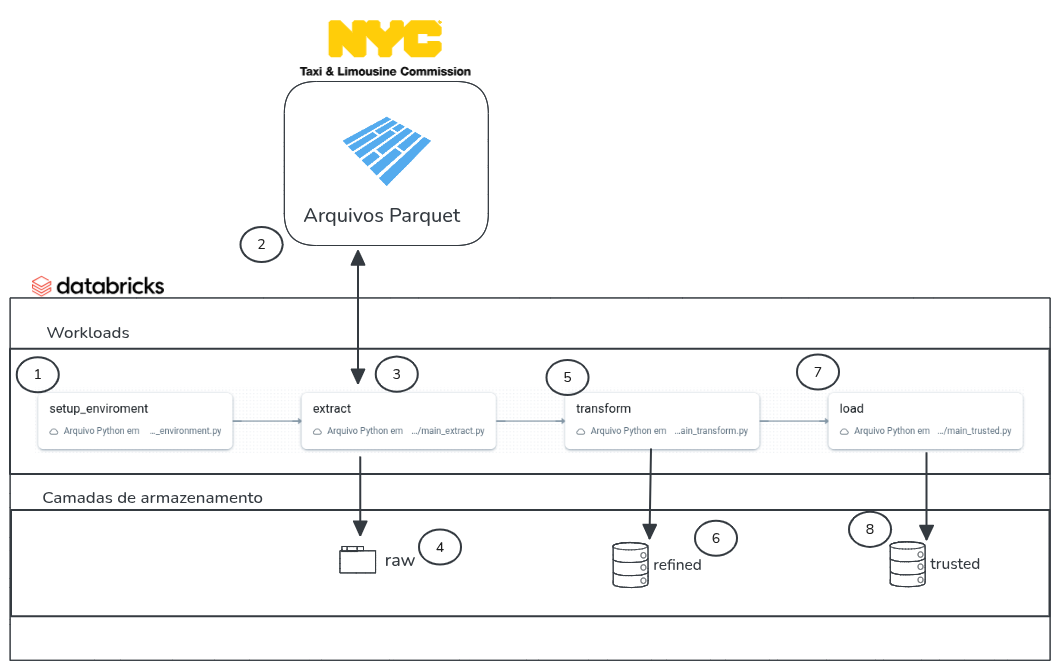 NYC
Taxi & Limousine Commission
Arquivos Parquet
2
databricks
Workloads
1
3
5
7
setup_enviroment
Arquivo Python em ..._environment.py
extract
Arquivo Python em .../main_extract.py
transform
Arquivo Python em ...ain_transform.py
load
Arquivo Python em .../main_trusted.py
Camadas de armazenamento
raw
4
refined
6
8
trusted